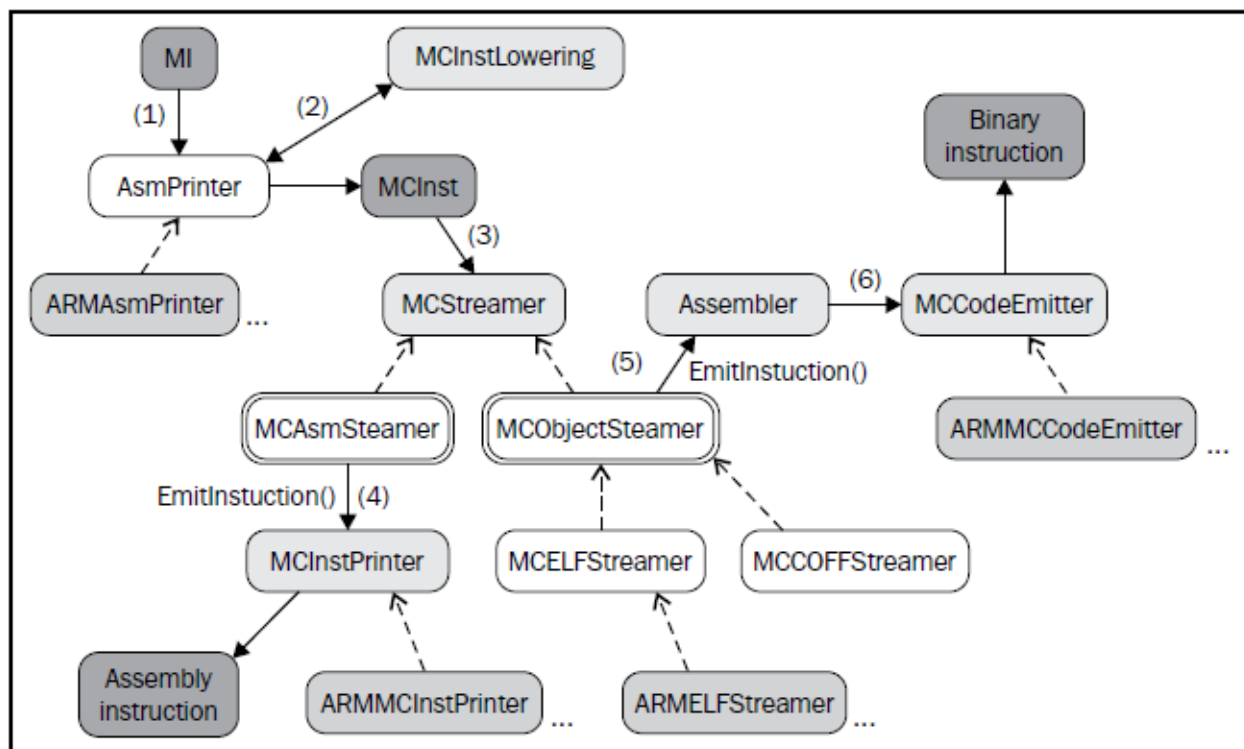 MI
MCInstLowering
(1)
(2)
Binary
instruction
AsmPrinter
MCInst
(3)
ARMAsmPrinter
...
MCStreamer
Assembler
(6)
MCCodeEmitter
(5)
EmitInstuction()
MCAsmSteamer
MCObjectSteamer
ARMMCCodeEmitter
...
EmitInstuction()
(4)
MCInstPrinter
MCELFStreamer
MCCOFFStreamer
Assembly
instruction
ARMMCInstPrinter
...
ARMELFStreamer
...